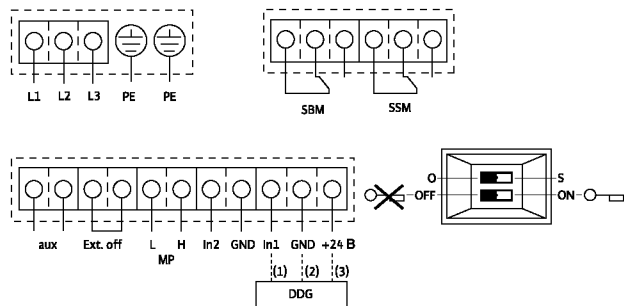 L1 L2 L3 PE PE
SBM SSM
O S
OFF ON
aux Ext. off L H In2 GND In1 GND +24 В
MP
(1) (2) (3)
DDG